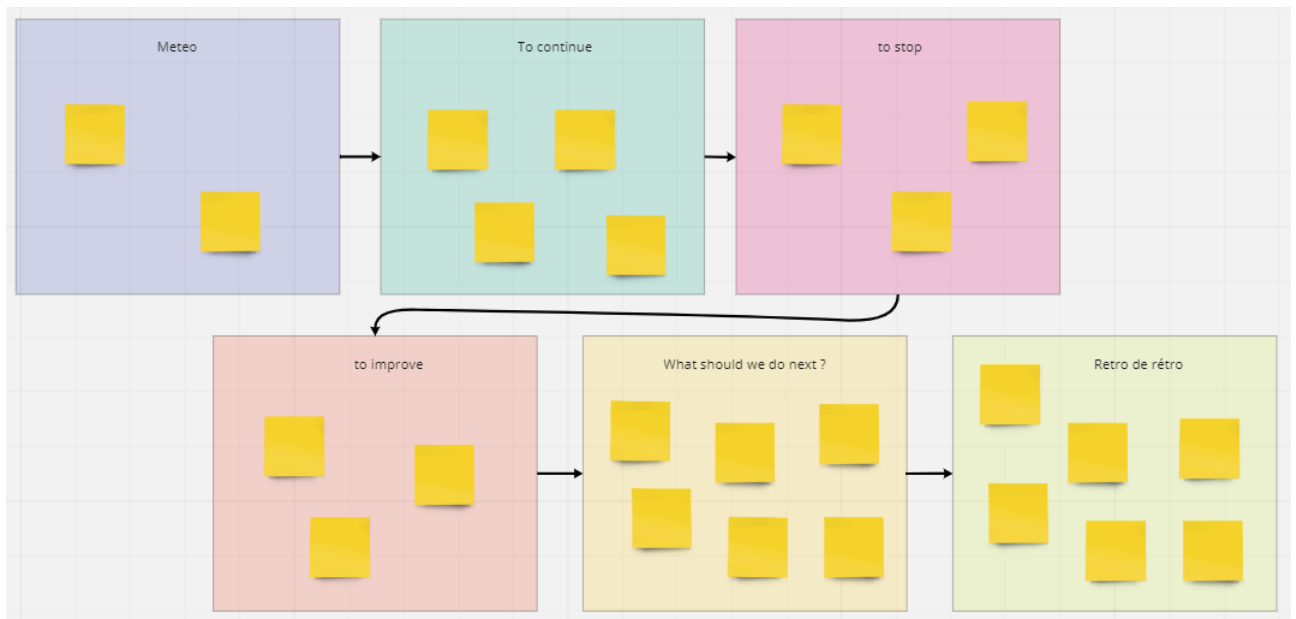 Meteo
To continue
to stop
to improve
What should we do next ?
Retro de rétro